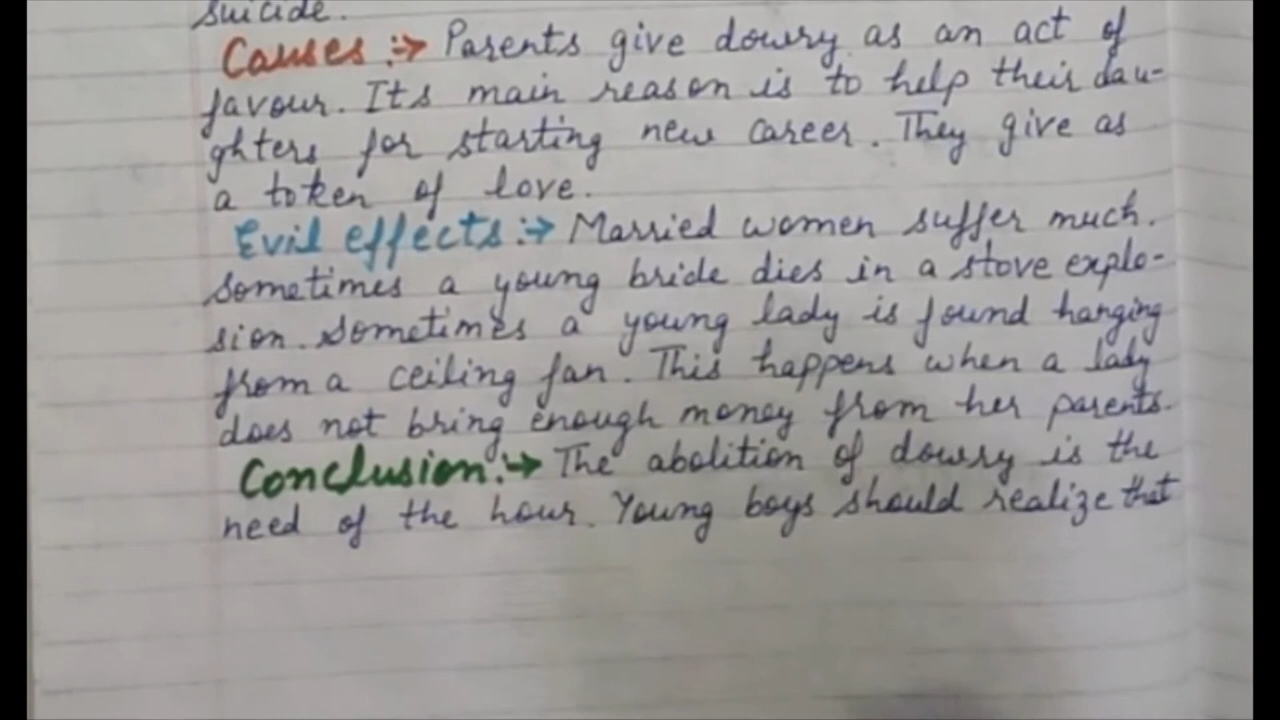 suicide.
Causes :→ Parents give dowry as an act of
favour. Its main reason is to help their dau-
ghters for starting new career. They give as
a token of love.
Evil effects :→ Married women suffer much.
Sometimes a young bride dies in a stove explo-
sion. Sometimes a young lady is found hanging
from a ceiling fan. This happens when a lady
does not bring enough money from her parents.
Conclusion :→ The abolition of dowry is the
need of the hour. Young boys should realize that